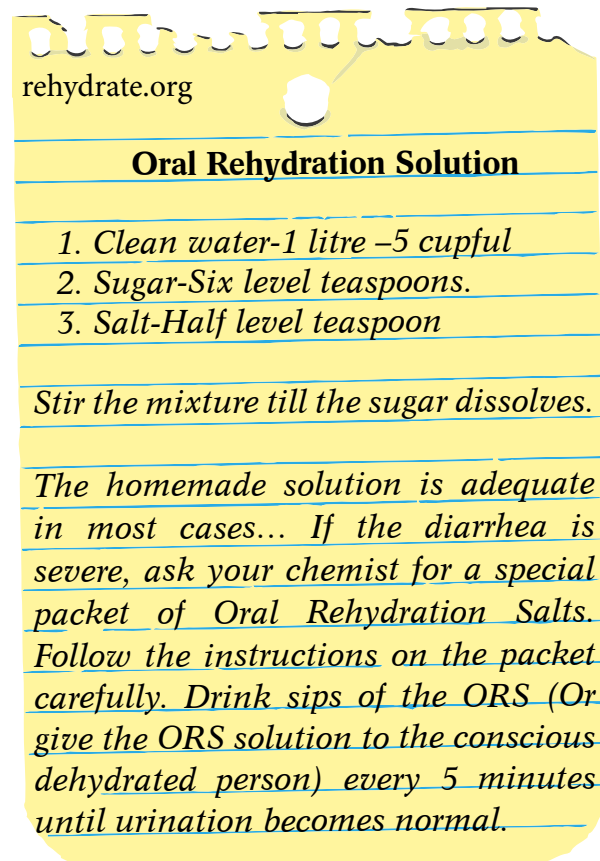 rehydrate.org
Oral Rehydration Solution
1. Clean water-1 litre –5 cupful
2. Sugar-Six level teaspoons.
3. Salt-Half level teaspoon
Stir the mixture till the sugar dissolves.
The homemade solution is adequate
in most cases... If the diarrhea is
severe, ask your chemist for a special
packet of Oral Rehydration Salts.
Follow the instructions on the packet
carefully. Drink sips of the ORS (Or
give the ORS solution to the conscious
dehydrated person) every 5 minutes
until urination becomes normal.